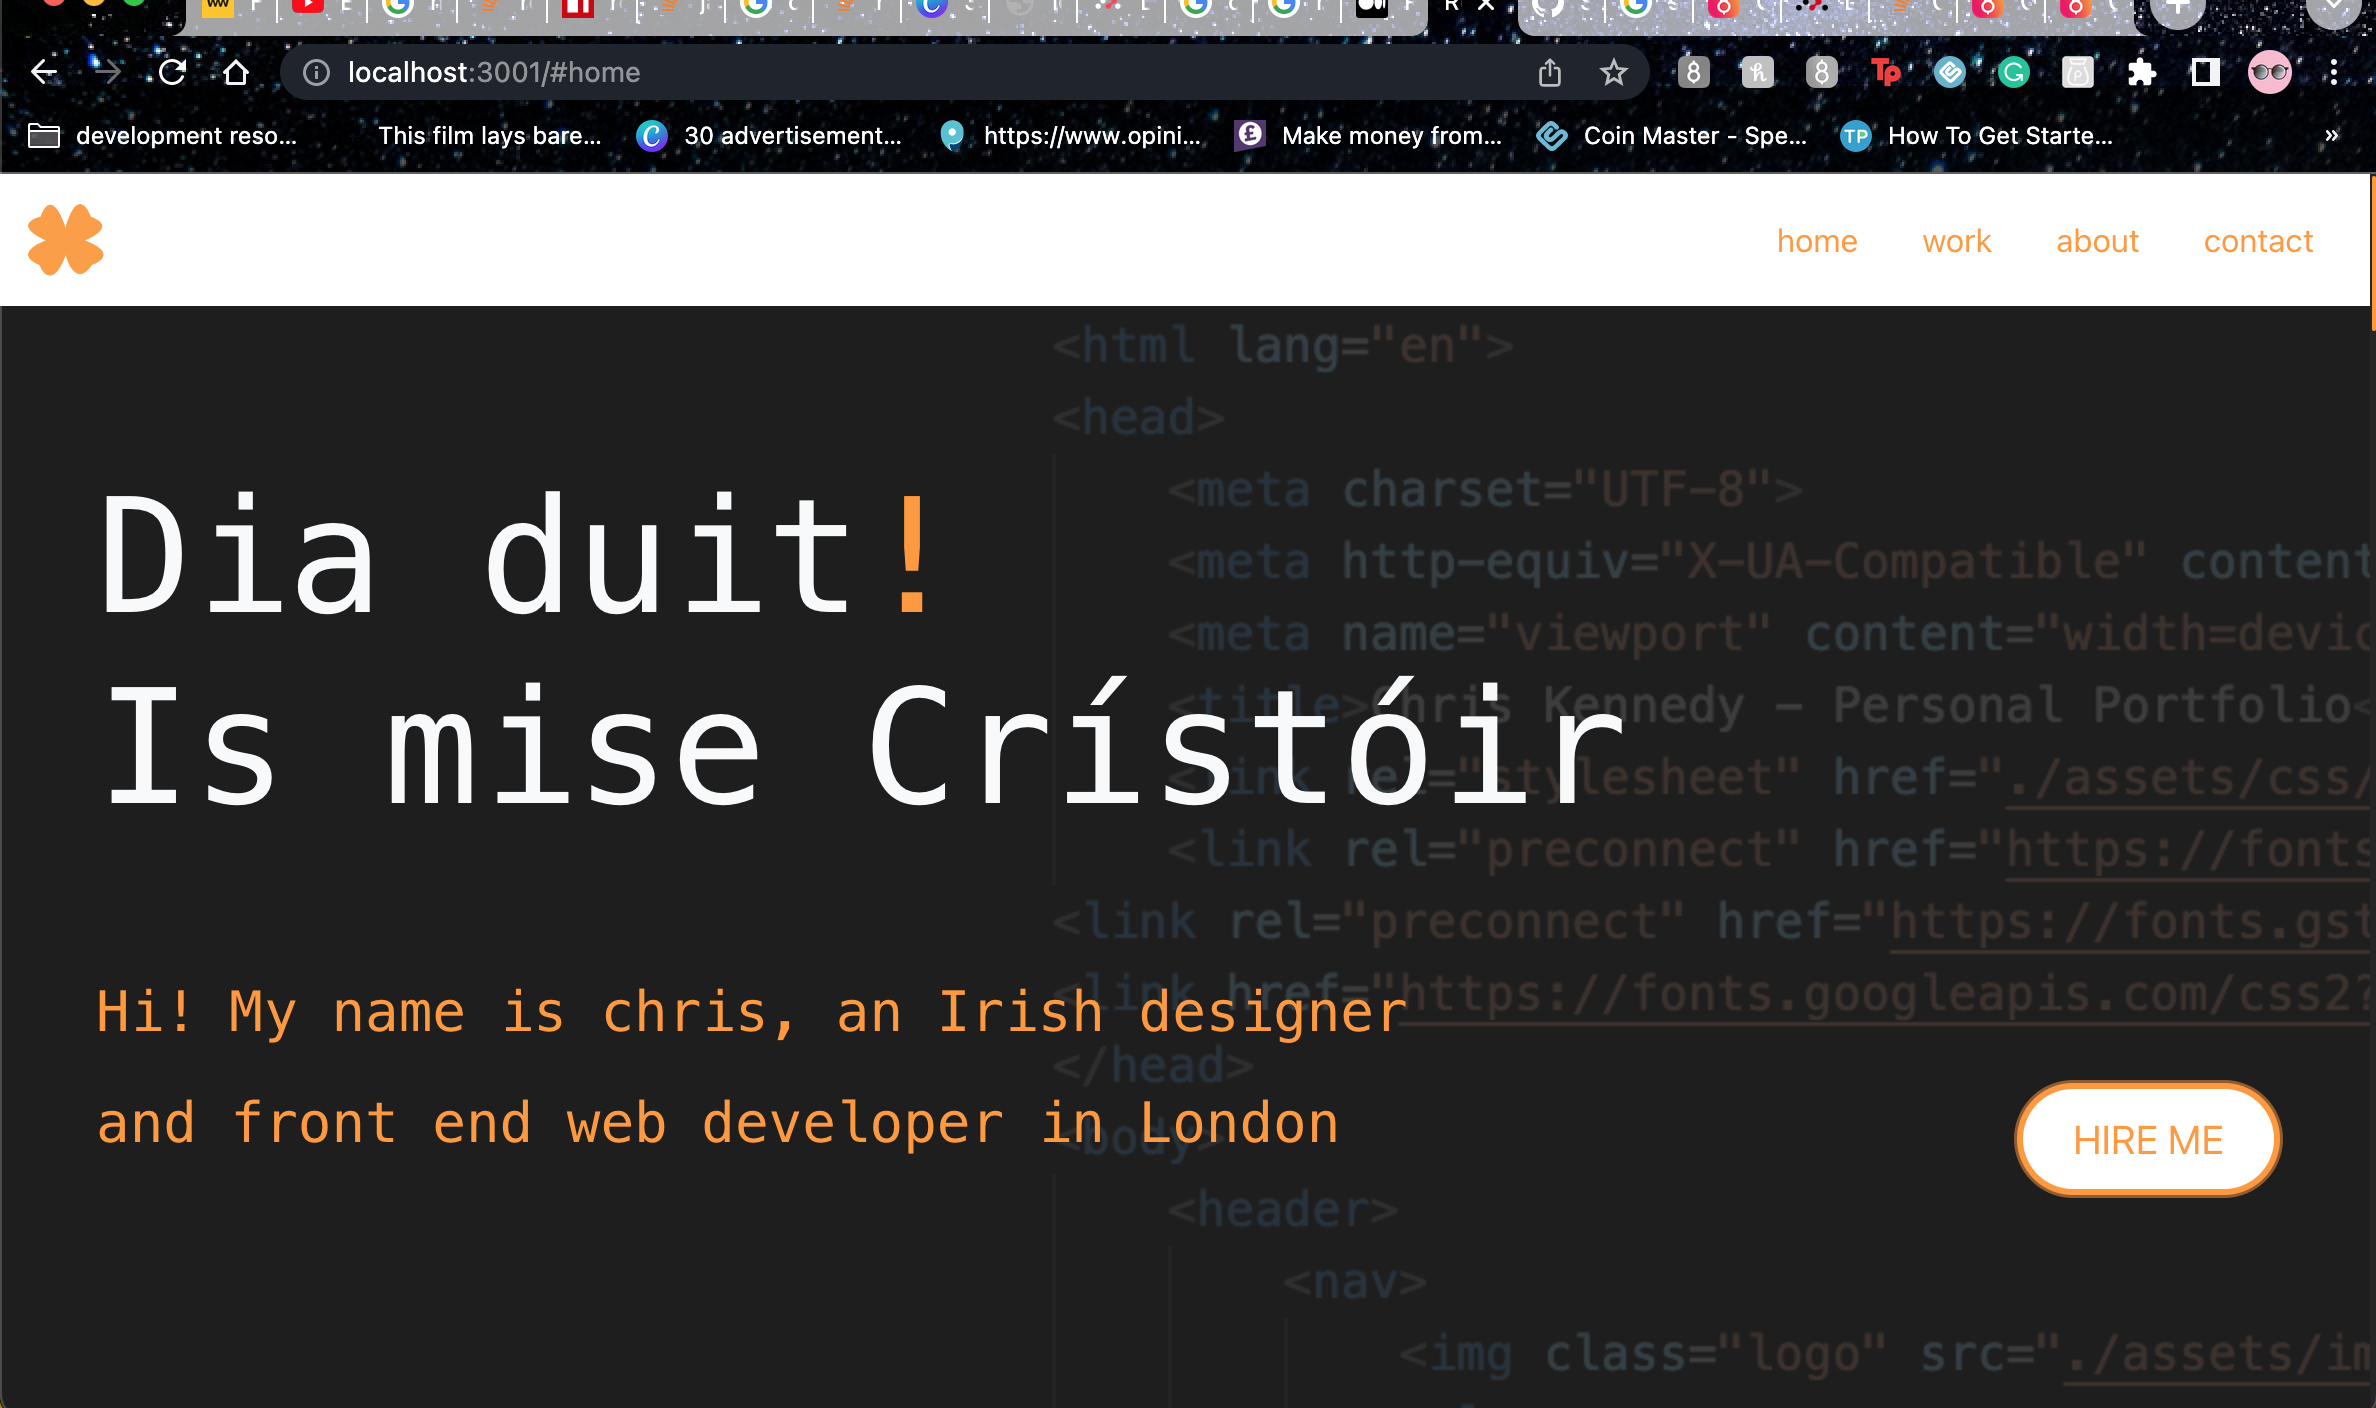 localhost:3001/#home
development reso...
This film lays bare...
30 advertisement...
https://www.opini...
Make money from...
Coin Master - Spe...
How To Get Starte...
home
work
about
contact
<html lang="en">
<head>
<meta charset="UTF-8">
<meta http-equiv="X-UA-Compatible" content
<meta name="viewport" content="width=devic
<title>Chris Kennedy - Personal Portfolio<
<link rel="stylesheet" href="./assets/css/
<link rel="preconnect" href="https://fonts
<link rel="preconnect" href="https://fonts.gst
<link href="https://fonts.googleapis.com/css2?
</head>
<body>
<header>
<nav>
<img class="logo" src="./assets/im
Dia duit!
Is mise Crístóir
Hi! My name is chris, an Irish designer
and front end web developer in London
HIRE ME